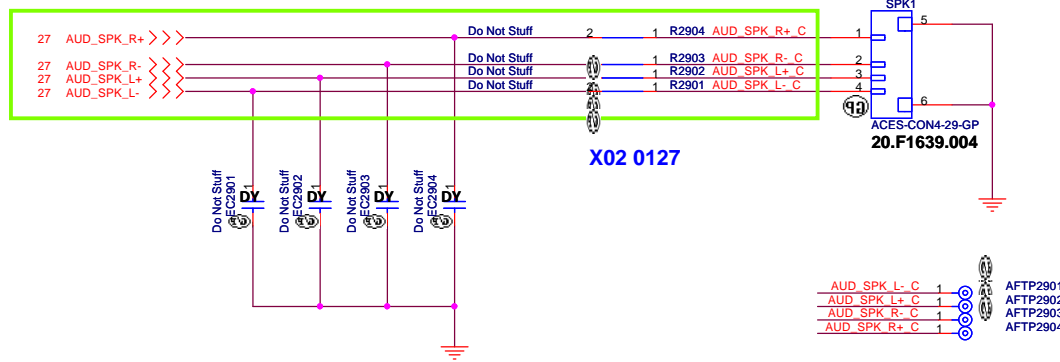 SPK1
27 AUD_SPK_R+ Do Not Stuff 2 1 R2904 AUD_SPK_R+_C 1 5
27 AUD_SPK_R- Do Not Stuff 1 R2903 AUD_SPK_R-_C 2
27 AUD_SPK_L+ Do Not Stuff 1 R2902 AUD_SPK_L+_C 3
27 AUD_SPK_L- Do Not Stuff 1 R2901 AUD_SPK_L-_C 4
6
ACES-CON4-29-GP
20.F1639.004
X02 0127
Do Not Stuff
EC2901
DY
1
Do Not Stuff
EC2902
DY
1
Do Not Stuff
EC2903
DY
1
Do Not Stuff
EC2904
DY
1
AUD_SPK_L-_C 1 AFTP2901
AUD_SPK_L+_C 1 AFTP2902
AUD_SPK_R-_C 1 AFTP2903
AUD_SPK_R+_C 1 AFTP2904